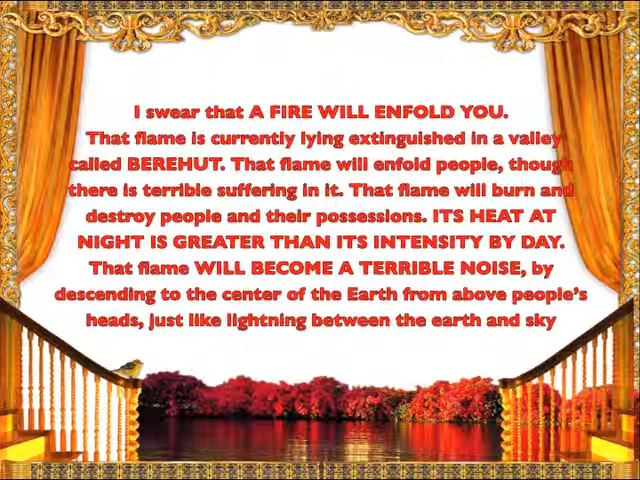 I swear that A FIRE WILL ENFOLD YOU.
That flame is currently lying extinguished in a valley
called BEREHUT. That flame will enfold people, though
there is terrible suffering in it. That flame will burn and
destroy people and their possessions. ITS HEAT AT
NIGHT IS GREATER THAN ITS INTENSITY BY DAY.
That flame WILL BECOME A TERRIBLE NOISE, by
descending to the center of the Earth from above people's
heads, just like lightning between the earth and sky